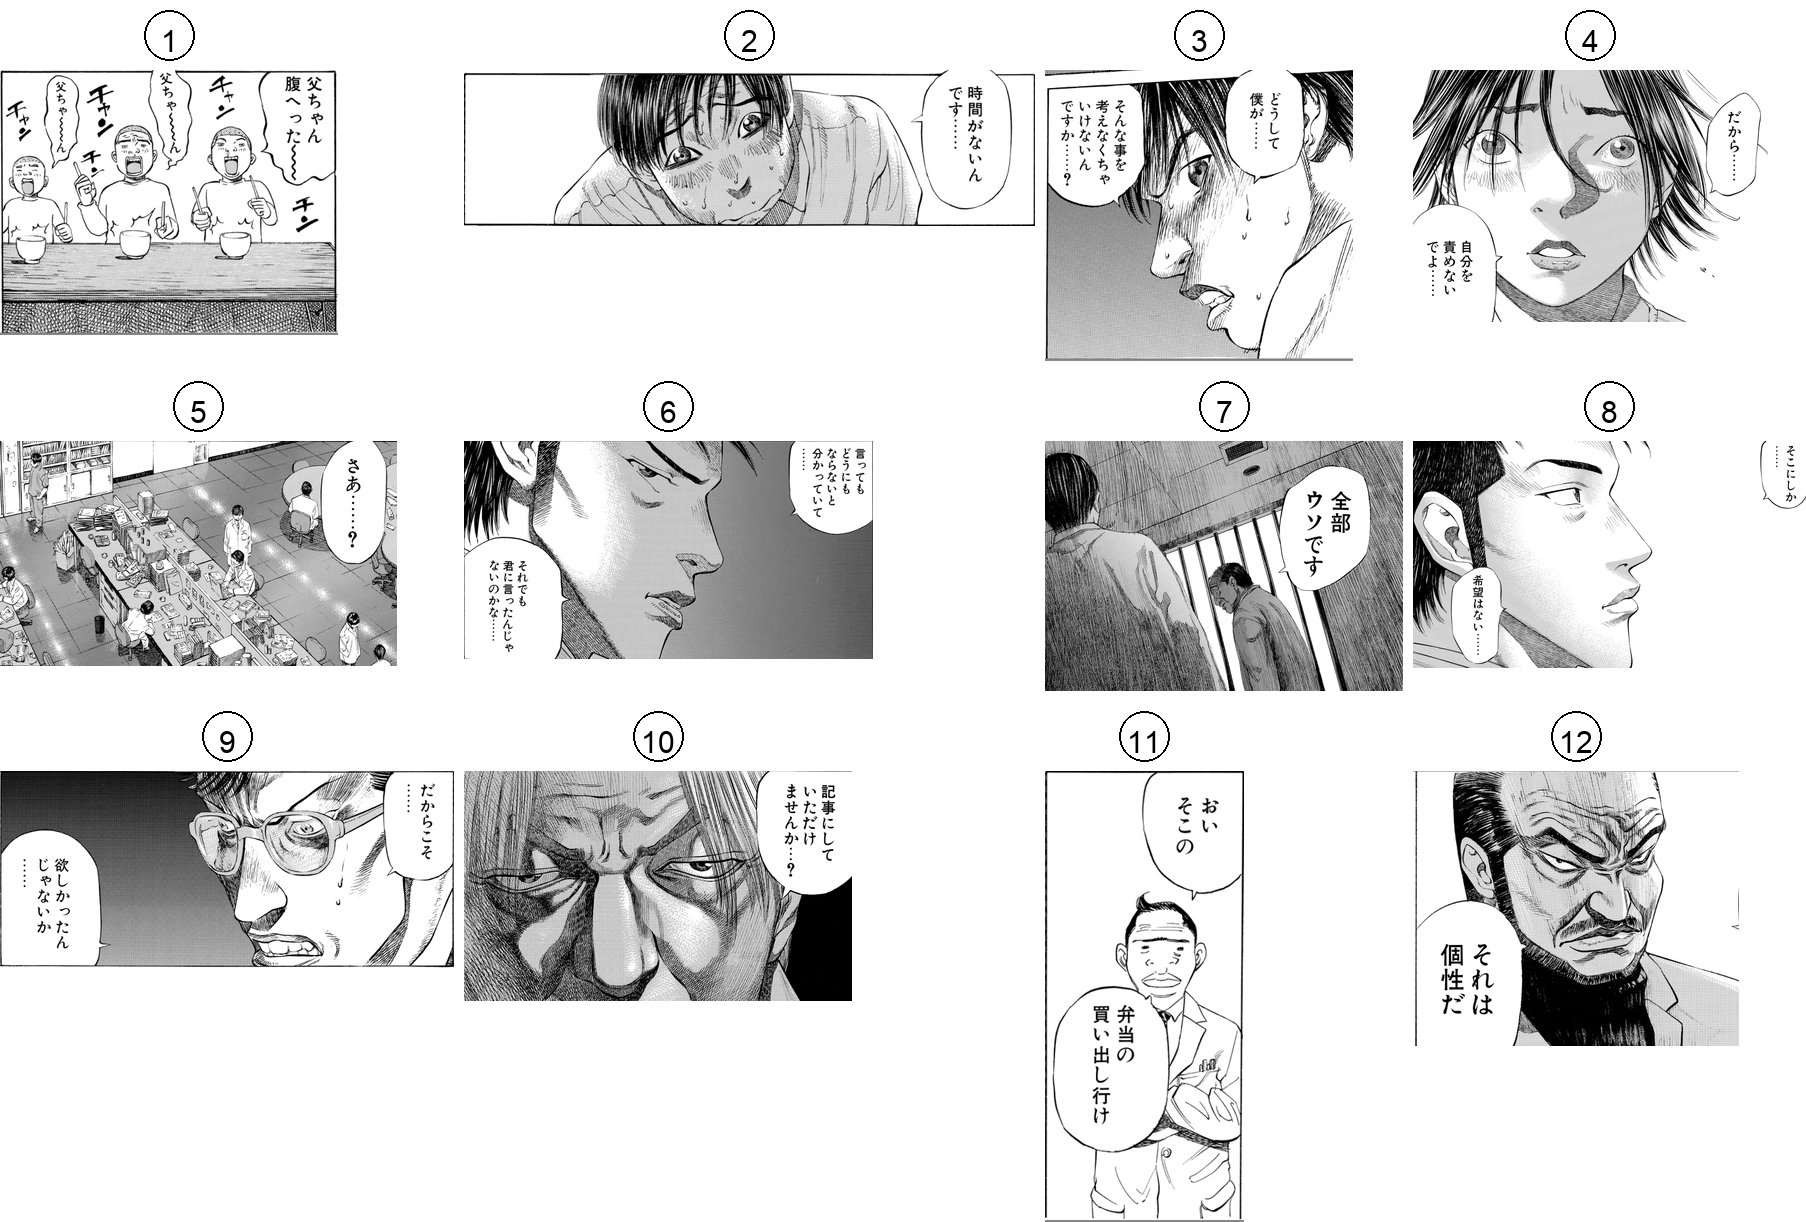 1
父ちゃん
腹へった〜〜
チャン
父ちゃ〜〜〜ん
チャン
チン
父ちゃ〜〜〜ん
チャン
チン
2
時間がないん
です……
3
どうして
僕が……
そんな事を
考えなくちゃ
いけないん
ですか……?
4
だから……
自分を
責めない
でよ……
5
さあ……?
6
言っても
どうにも
ならないと
分かっていて
……
それでも
君に言ったんじゃ
ないのかな……
7
全部
ウソです
8
そこにしか
……
希望はない……
9
だからこそ
……
欲しかったん
じゃないか
……
10
記事にして
いただけ
ませんか…?
11
おい
そこの
弁当の
買い出し行け
12
それは
個性だ